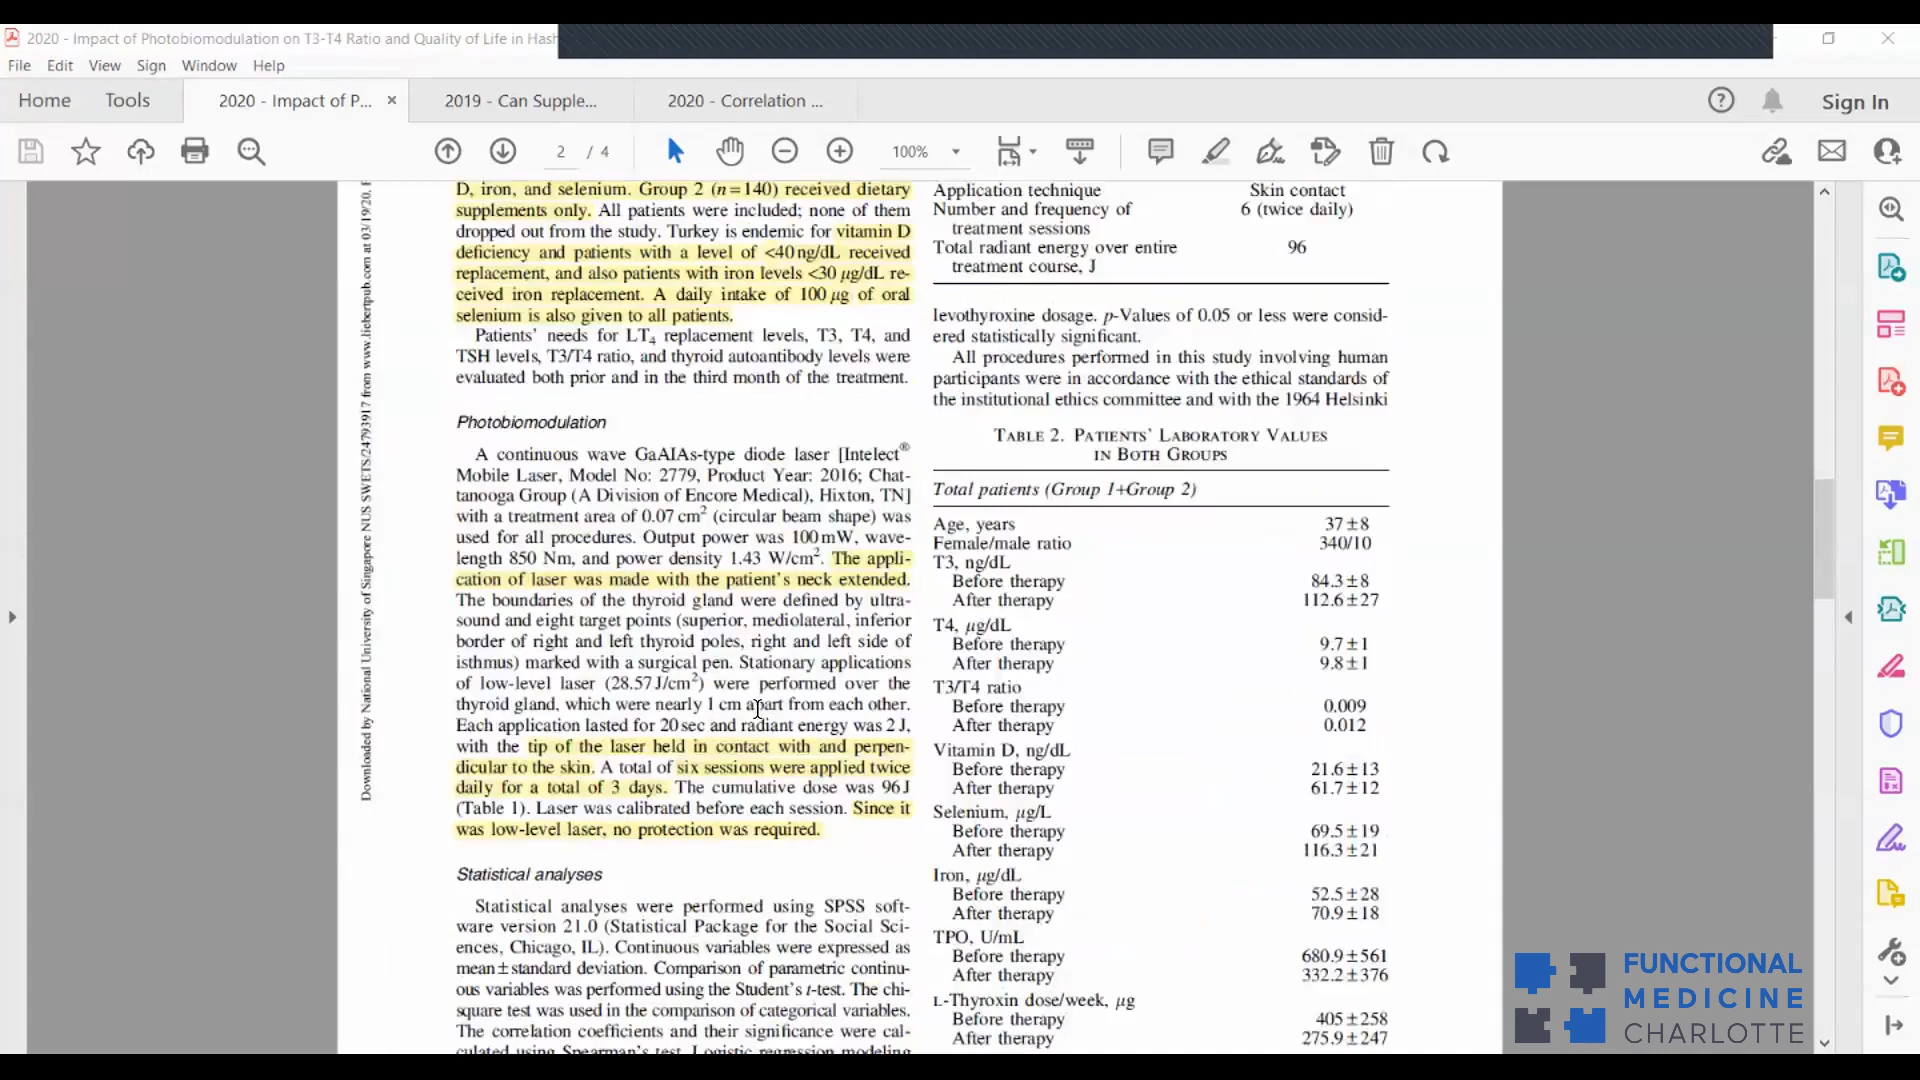 2020 - Impact of Photobiomodulation on T3-T4 Ratio and Quality of Life in Hash
File Edit View Sign Window Help
Home Tools 2020 - Impact of P... × 2019 - Can Supple... 2020 - Correlation ... Sign In
2 / 4 100%
Downloaded by National University of Singapore NUS SWETS/24793917 from www.liebertpub.com at 03/19/20.
D, iron, and selenium. Group 2 (n=140) received dietary
supplements only. All patients were included; none of them
dropped out from the study. Turkey is endemic for vitamin D
deficiency and patients with a level of <40 ng/dL received
replacement, and also patients with iron levels <30 µg/dL re-
ceived iron replacement. A daily intake of 100 µg of oral
selenium is also given to all patients.
Patients' needs for LT4 replacement levels, T3, T4, and
TSH levels, T3/T4 ratio, and thyroid autoantibody levels were
evaluated both prior and in the third month of the treatment.
Photobiomodulation
A continuous wave GaAIAs-type diode laser [Intelect®
Mobile Laser, Model No: 2779, Product Year: 2016; Chat-
tanooga Group (A Division of Encore Medical), Hixton, TN]
with a treatment area of 0.07 cm² (circular beam shape) was
used for all procedures. Output power was 100 mW, wave-
length 850 Nm, and power density 1.43 W/cm². The appli-
cation of laser was made with the patient's neck extended.
The boundaries of the thyroid gland were defined by ultra-
sound and eight target points (superior, mediolateral, inferior
border of right and left thyroid poles, right and left side of
isthmus) marked with a surgical pen. Stationary applications
of low-level laser (28.57 J/cm²) were performed over the
thyroid gland, which were nearly 1 cm apart from each other.
Each application lasted for 20 sec and radiant energy was 2 J,
with the tip of the laser held in contact with and perpen-
dicular to the skin. A total of six sessions were applied twice
daily for a total of 3 days. The cumulative dose was 96 J
(Table 1). Laser was calibrated before each session. Since it
was low-level laser, no protection was required.
Statistical analyses
Statistical analyses were performed using SPSS soft-
ware version 21.0 (Statistical Package for the Social Sci-
ences, Chicago, IL). Continuous variables were expressed as
mean±standard deviation. Comparison of parametric continu-
ous variables was performed using the Student's t-test. The chi-
square test was used in the comparison of categorical variables.
The correlation coefficients and their significance were cal-
culated using Spearman's test. Logistic regression modeling
Application technique Skin contact
Number and frequency of 6 (twice daily)
treatment sessions
Total radiant energy over entire 96
treatment course, J
levothyroxine dosage. p-Values of 0.05 or less were consid-
ered statistically significant.
All procedures performed in this study involving human
participants were in accordance with the ethical standards of
the institutional ethics committee and with the 1964 Helsinki
Table 2. Patients' Laboratory Values
in Both Groups
Total patients (Group 1+Group 2)
Age, years 37±8
Female/male ratio 340/10
T3, ng/dL
Before therapy 84.3±8
After therapy 112.6±27
T4, µg/dL
Before therapy 9.7±1
After therapy 9.8±1
T3/T4 ratio
Before therapy 0.009
After therapy 0.012
Vitamin D, ng/dL
Before therapy 21.6±13
After therapy 61.7±12
Selenium, µg/L
Before therapy 69.5±19
After therapy 116.3±21
Iron, µg/dL
Before therapy 52.5±28
After therapy 70.9±18
TPO, U/mL
Before therapy 680.9±561
After therapy 332.2±376
L-Thyroxin dose/week, µg
Before therapy 405±258
After therapy 275.9±247
FUNCTIONAL
MEDICINE
CHARLOTTE